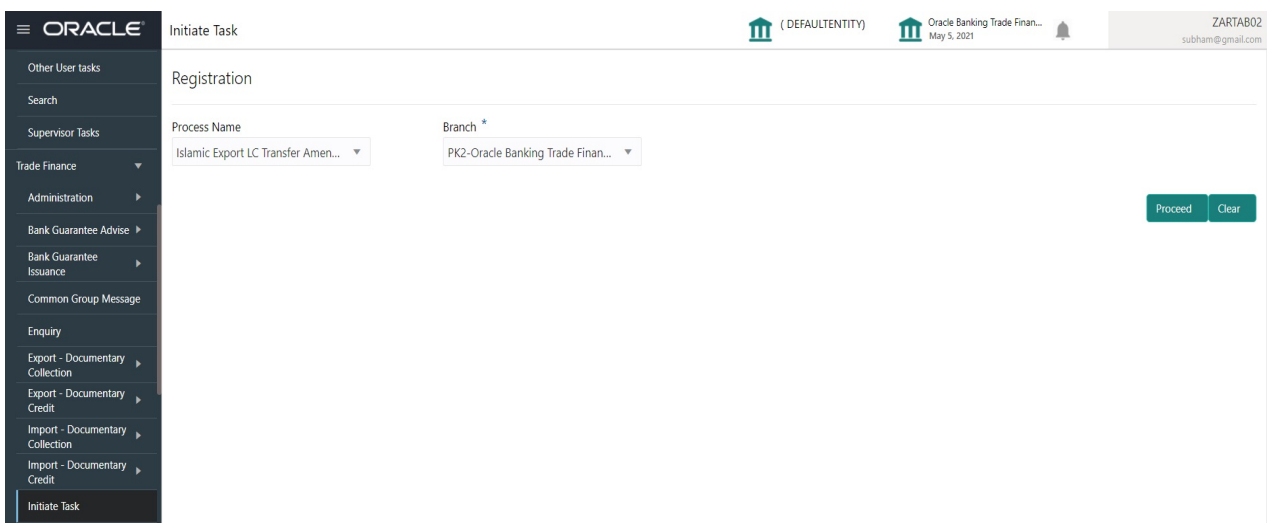 ORACLE
Initiate Task
( DEFAULTENTITY)
Oracle Banking Trade Finan...
May 5, 2021
ZARTAB02
subham@gmail.com
Other User tasks
Search
Supervisor Tasks
Trade Finance
Administration
Bank Guarantee Advise
Bank Guarantee
Issuance
Common Group Message
Enquiry
Export - Documentary
Collection
Export - Documentary
Credit
Import - Documentary
Collection
Import - Documentary
Credit
Initiate Task
Registration
Process Name
Branch *
Islamic Export LC Transfer Amen...
PK2-Oracle Banking Trade Finan...
Proceed
Clear